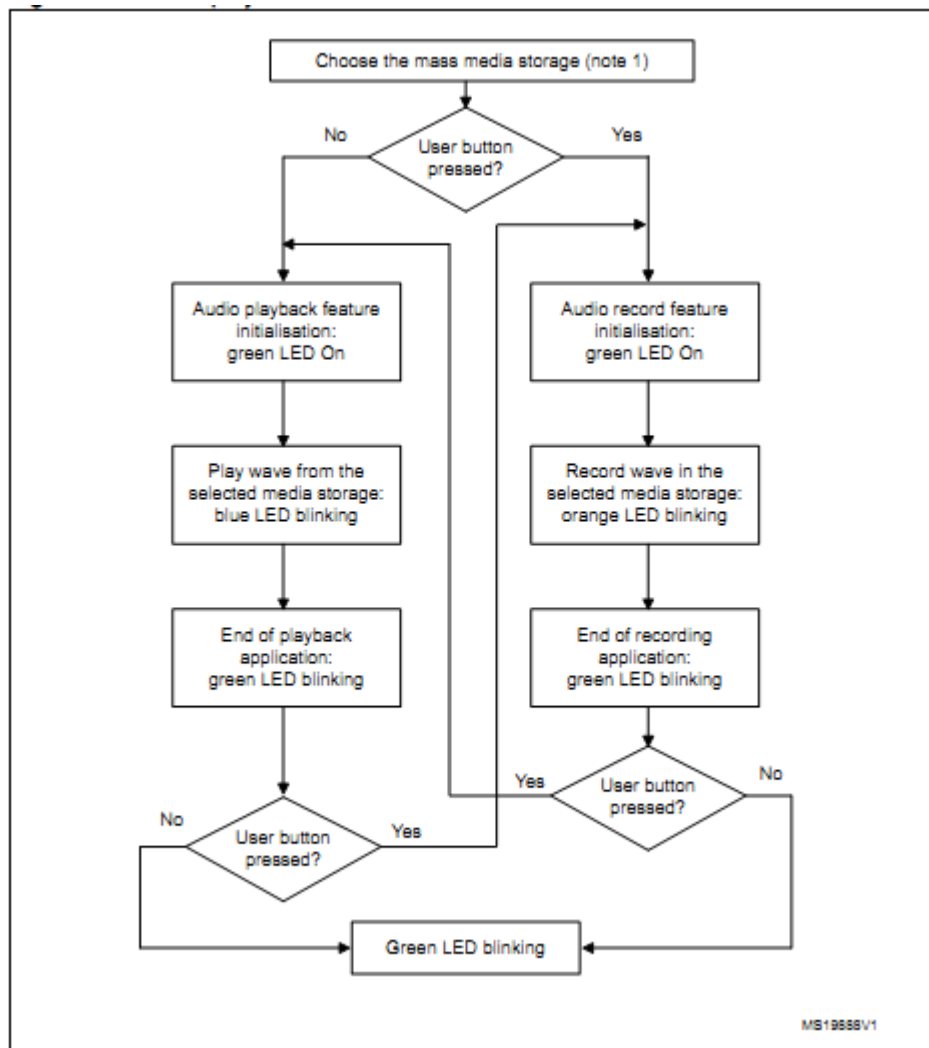 Choose the mass media storage (note 1)
No
User button
pressed?
Yes
Audio playback feature
initialisation:
green LED On
Audio record feature
initialisation:
green LED On
Play wave from the
selected media storage:
blue LED blinking
Record wave in the
selected media storage:
orange LED blinking
End of playback
application:
green LED blinking
End of recording
application:
green LED blinking
Yes
User button
pressed?
No
No
User button
pressed?
Yes
Green LED blinking